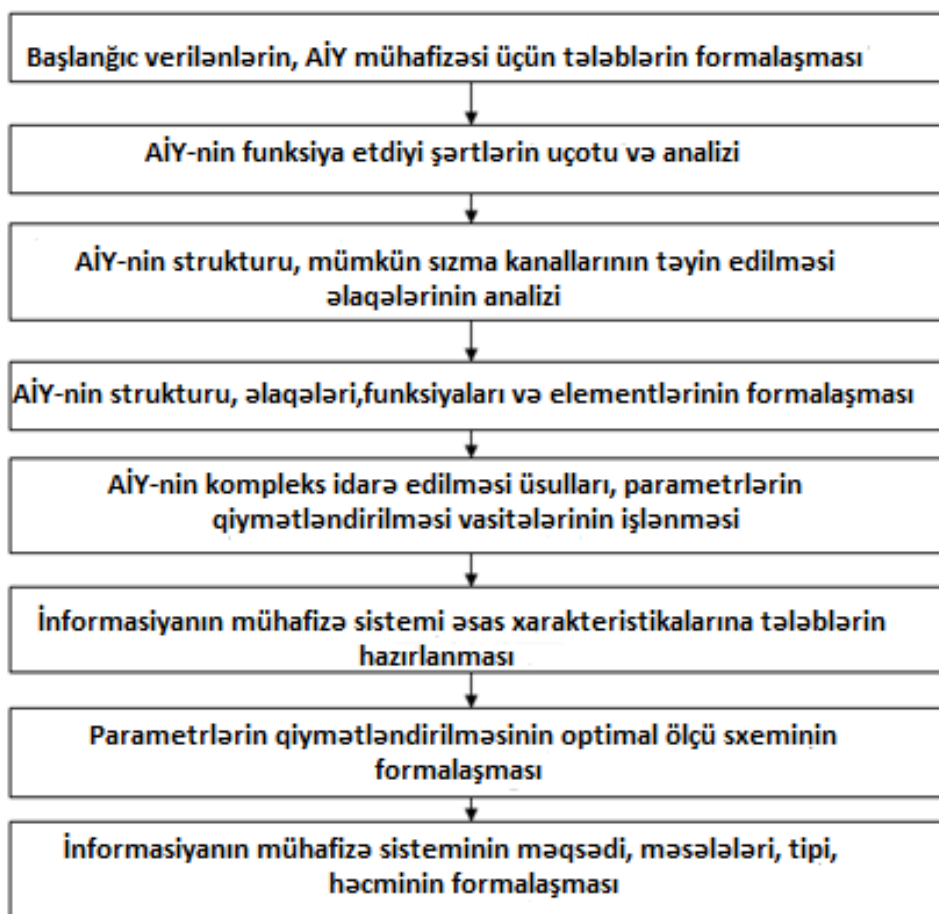 Başlanğıc verilənlərin, AİY mühafizəsi üçün tələblərin formalaşması
AİY-nin funksiya etdiyi şərtlərin uçotu və analizi
AİY-nin strukturu, mümkün sızma kanallarının təyin edilməsi
əlaqələrinin analizi
AİY-nin strukturu, əlaqələri,funksiyaları və elementlərinin formalaşması
AİY-nin kompleks idarə edilməsi üsulları, parametrlərin
qiymətləndirilməsi vasitələrinin işlənməsi
İnformasiyanın mühafizə sistemi əsas xarakteristikalarına tələblərin
hazırlanması
Parametrlərin qiymətləndirilməsinin optimal ölçü sxeminin
formalaşması
İnformasiyanın mühafizə sisteminin məqsədi, məsələləri, tipi,
həcminin formalaşması